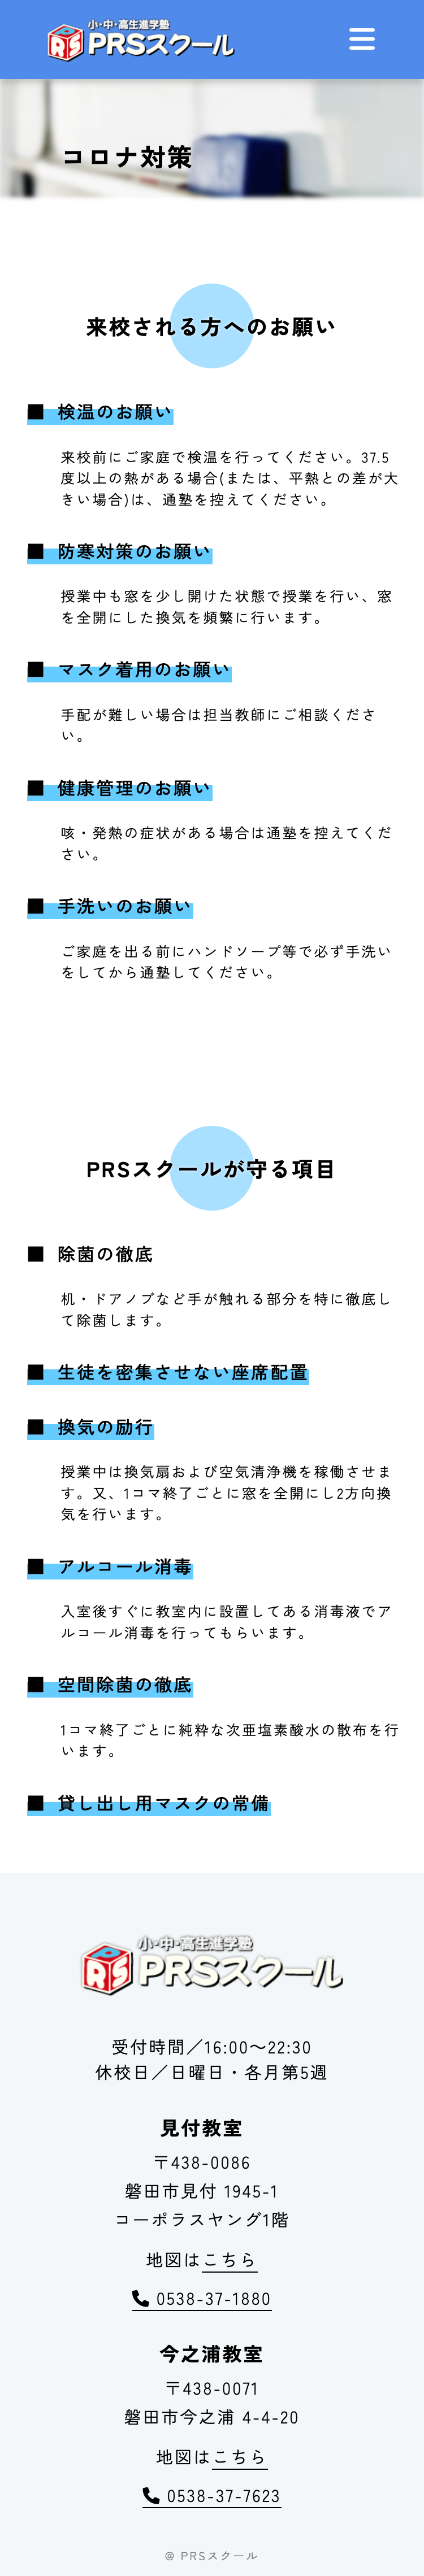 小・中・高生進学塾
PRSスクール
コロナ対策
来校される方へのお願い
■ 検温のお願い
来校前にご家庭で検温を行ってください。37.5
度以上の熱がある場合(または、平熱との差が大
きい場合)は、通塾を控えてください。
■ 防寒対策のお願い
授業中も窓を少し開けた状態で授業を行い、窓
を全開にした換気を頻繁に行います。
■ マスク着用のお願い
手配が難しい場合は担当教師にご相談くださ
い。
■ 健康管理のお願い
咳・発熱の症状がある場合は通塾を控えてくだ
さい。
■ 手洗いのお願い
ご家庭を出る前にハンドソープ等で必ず手洗い
をしてから通塾してください。
PRSスクールが守る項目
■ 除菌の徹底
机・ドアノブなど手が触れる部分を特に徹底し
て除菌します。
■ 生徒を密集させない座席配置
■ 換気の励行
授業中は換気扇および空気清浄機を稼働させま
す。又、1コマ終了ごとに窓を全開にし2方向換
気を行います。
■ アルコール消毒
入室後すぐに教室内に設置してある消毒液でア
ルコール消毒を行ってもらいます。
■ 空間除菌の徹底
1コマ終了ごとに純粋な次亜塩素酸水の散布を行
います。
■ 貸し出し用マスクの常備
小・中・高生進学塾
PRSスクール
受付時間／16:00〜22:30
休校日／日曜日・各月第5週
見付教室
〒438-0086
磐田市見付 1945-1
コーポラスヤング1階
地図はこちら
0538-37-1880
今之浦教室
〒438-0071
磐田市今之浦 4-4-20
地図はこちら
0538-37-7623
@ PRSスクール